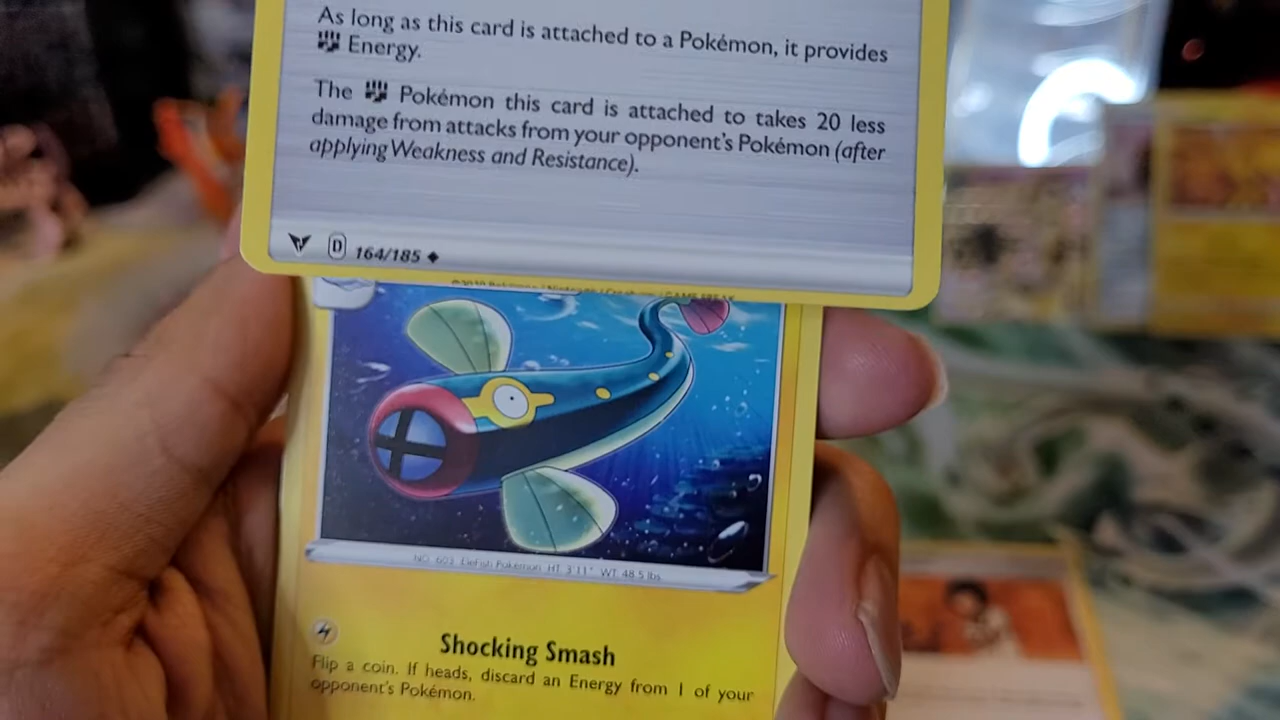 As long as this card is attached to a Pokémon, it provides
Energy.
The Pokémon this card is attached to takes 20 less
damage from attacks from your opponent's Pokémon (after
applying Weakness and Resistance).
D 164/185
NO. 603 EleFish Pokémon HT 3'11" WT 48.5 lbs
Shocking Smash
Flip a coin. If heads, discard an Energy from 1 of your
opponent's Pokémon.